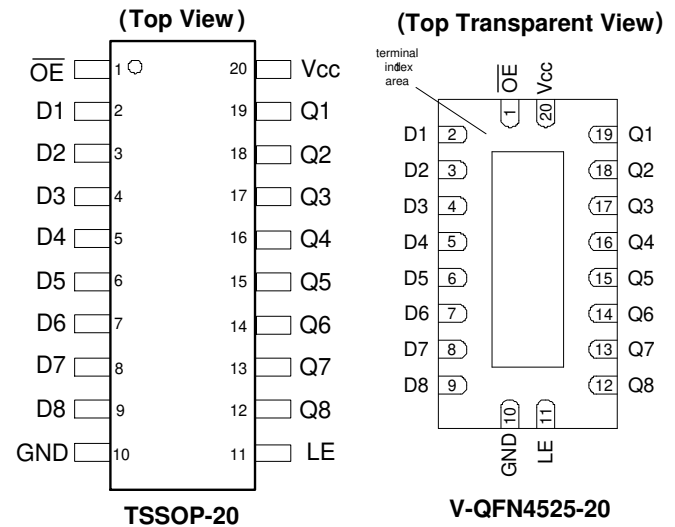 (Top View)
O̅E̅ 1 20 Vcc
D1 2 19 Q1
D2 3 18 Q2
D3 4 17 Q3
D4 5 16 Q4
D5 6 15 Q5
D6 7 14 Q6
D7 8 13 Q7
D8 9 12 Q8
GND 10 11 LE
TSSOP-20
(Top Transparent View)
terminal
index
area
O̅E̅ Vcc
1 20
D1 2 19 Q1
D2 3 18 Q2
D3 4 17 Q3
D4 5 16 Q4
D5 6 15 Q5
D6 7 14 Q6
D7 8 13 Q7
D8 9 12 Q8
10 11
GND LE
V-QFN4525-20